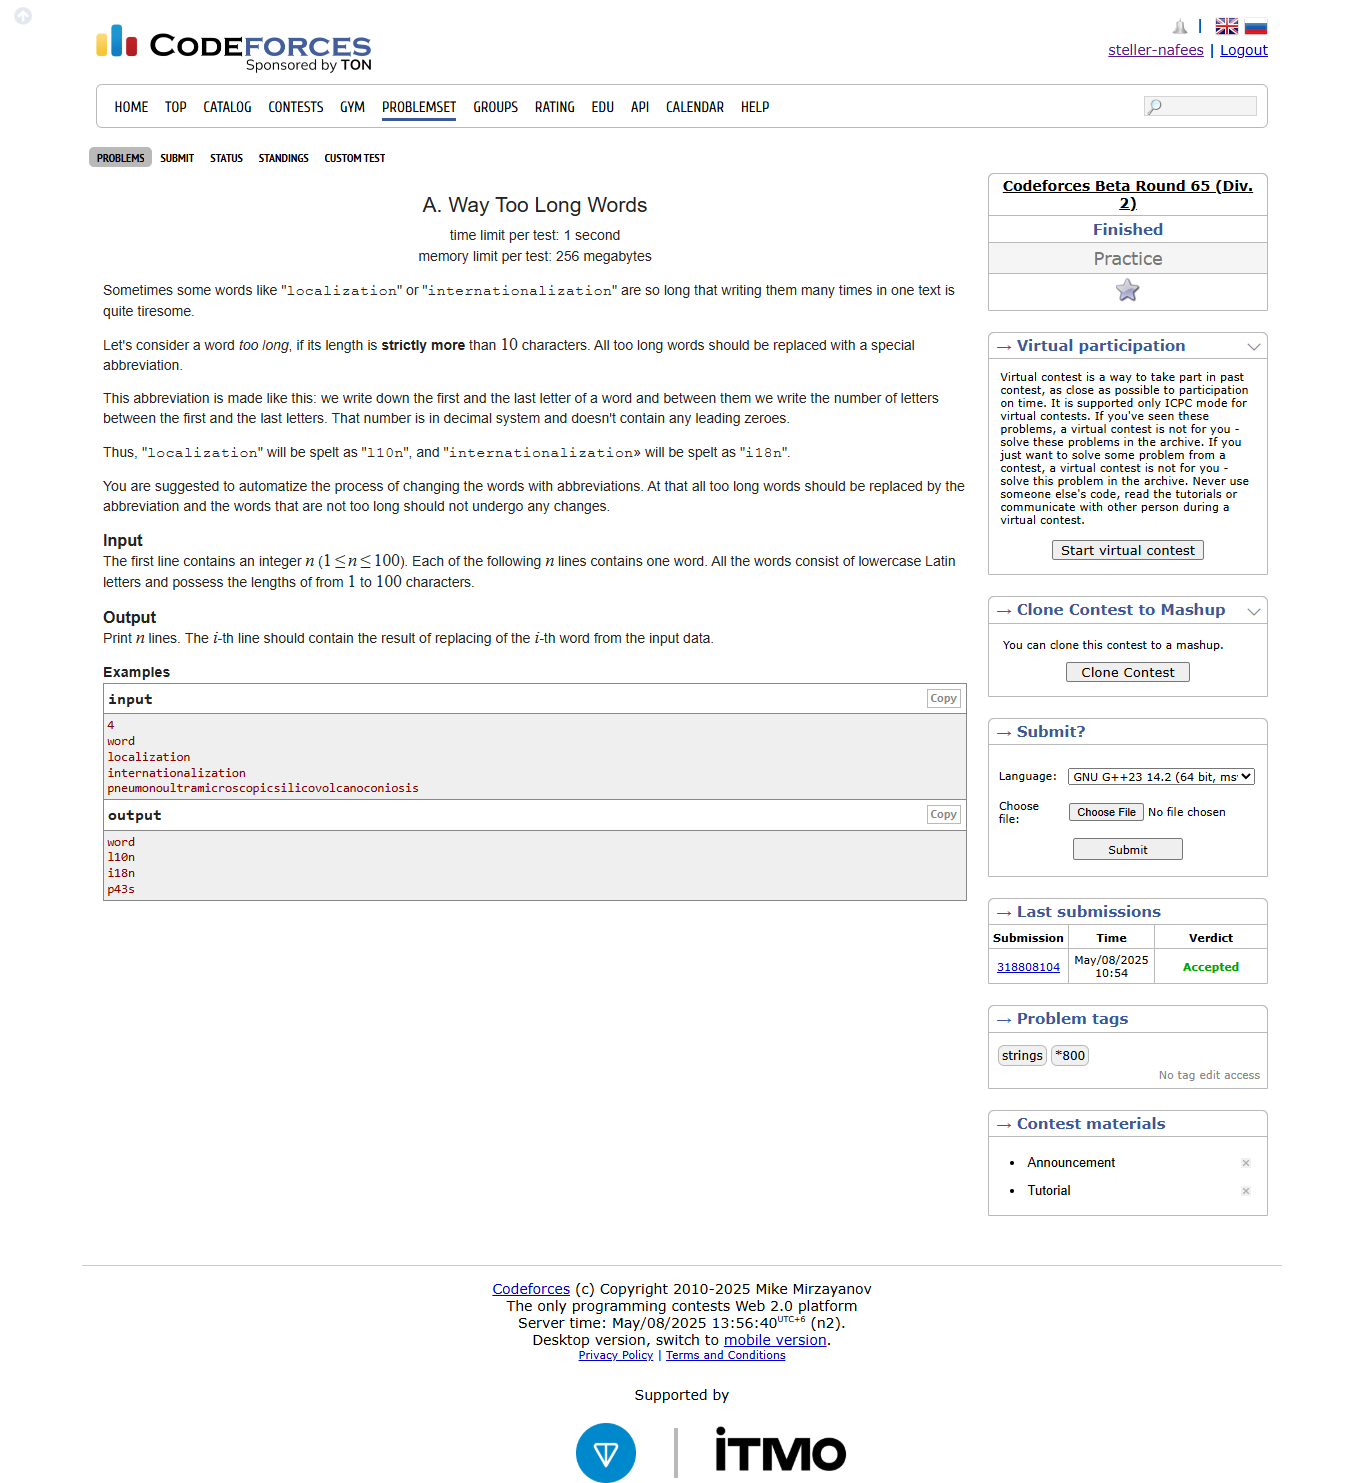 CODEFORCES
Sponsored by TON
|
steller-nafees | Logout
HOME TOP CATALOG CONTESTS GYM PROBLEMSET GROUPS RATING EDU API CALENDAR HELP
PROBLEMS SUBMIT STATUS STANDINGS CUSTOM TEST
A. Way Too Long Words
time limit per test: 1 second
memory limit per test: 256 megabytes
Sometimes some words like "localization" or "internationalization" are so long that writing them many times in one text is
quite tiresome.
Let's consider a word too long, if its length is strictly more than 10 characters. All too long words should be replaced with a special
abbreviation.
This abbreviation is made like this: we write down the first and the last letter of a word and between them we write the number of letters
between the first and the last letters. That number is in decimal system and doesn't contain any leading zeroes.
Thus, "localization" will be spelt as "l10n", and "internationalization» will be spelt as "i18n".
You are suggested to automatize the process of changing the words with abbreviations. At that all too long words should be replaced by the
abbreviation and the words that are not too long should not undergo any changes.
Input
The first line contains an integer n (1 ≤ n ≤ 100). Each of the following n lines contains one word. All the words consist of lowercase Latin
letters and possess the lengths of from 1 to 100 characters.
Output
Print n lines. The i-th line should contain the result of replacing of the i-th word from the input data.
Examples
input Copy
4
word
localization
internationalization
pneumonoultramicroscopicsilicovolcanoconiosis
output Copy
word
l10n
i18n
p43s
Codeforces Beta Round 65 (Div.
2)
Finished
Practice
→ Virtual participation
Virtual contest is a way to take part in past
contest, as close as possible to participation
on time. It is supported only ICPC mode for
virtual contests. If you've seen these
problems, a virtual contest is not for you -
solve these problems in the archive. If you
just want to solve some problem from a
contest, a virtual contest is not for you -
solve this problem in the archive. Never use
someone else's code, read the tutorials or
communicate with other person during a
virtual contest.
Start virtual contest
→ Clone Contest to Mashup
You can clone this contest to a mashup.
Clone Contest
→ Submit?
Language: GNU G++23 14.2 (64 bit, ms
Choose
file: Choose File No file chosen
Submit
→ Last submissions
Submission Time Verdict
318808104 May/08/2025
10:54 Accepted
→ Problem tags
strings *800
No tag edit access
→ Contest materials
• Announcement
• Tutorial
Codeforces (c) Copyright 2010-2025 Mike Mirzayanov
The only programming contests Web 2.0 platform
Server time: May/08/2025 13:56:40UTC+6 (n2).
Desktop version, switch to mobile version.
Privacy Policy | Terms and Conditions
Supported by
iTMO